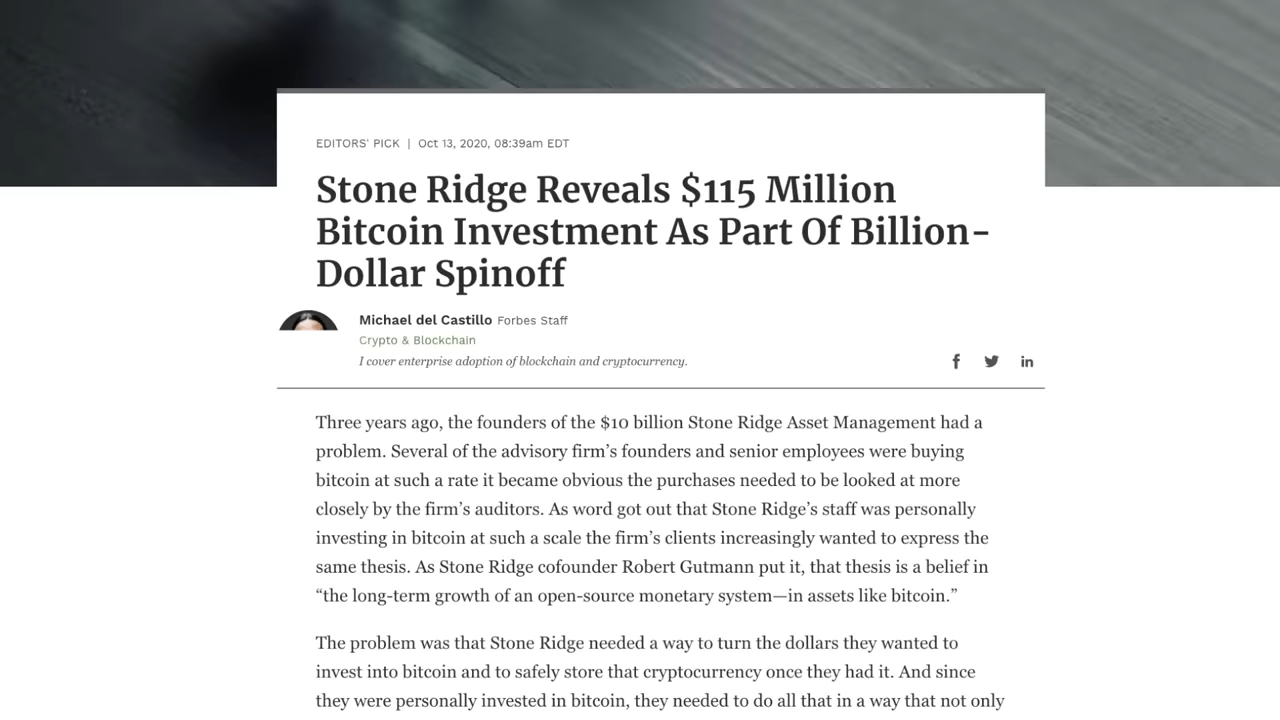 EDITORS' PICK | Oct 13, 2020, 08:39am EDT
Stone Ridge Reveals $115 Million
Bitcoin Investment As Part Of Billion-
Dollar Spinoff
Michael del Castillo Forbes Staff
Crypto & Blockchain
I cover enterprise adoption of blockchain and cryptocurrency.
Three years ago, the founders of the $10 billion Stone Ridge Asset Management had a
problem. Several of the advisory firm’s founders and senior employees were buying
bitcoin at such a rate it became obvious the purchases needed to be looked at more
closely by the firm’s auditors. As word got out that Stone Ridge’s staff was personally
investing in bitcoin at such a scale the firm’s clients increasingly wanted to express the
same thesis. As Stone Ridge cofounder Robert Gutmann put it, that thesis is a belief in
“the long-term growth of an open-source monetary system—in assets like bitcoin.”
The problem was that Stone Ridge needed a way to turn the dollars they wanted to
invest into bitcoin and to safely store that cryptocurrency once they had it. And since
they were personally invested in bitcoin, they needed to do all that in a way that not only